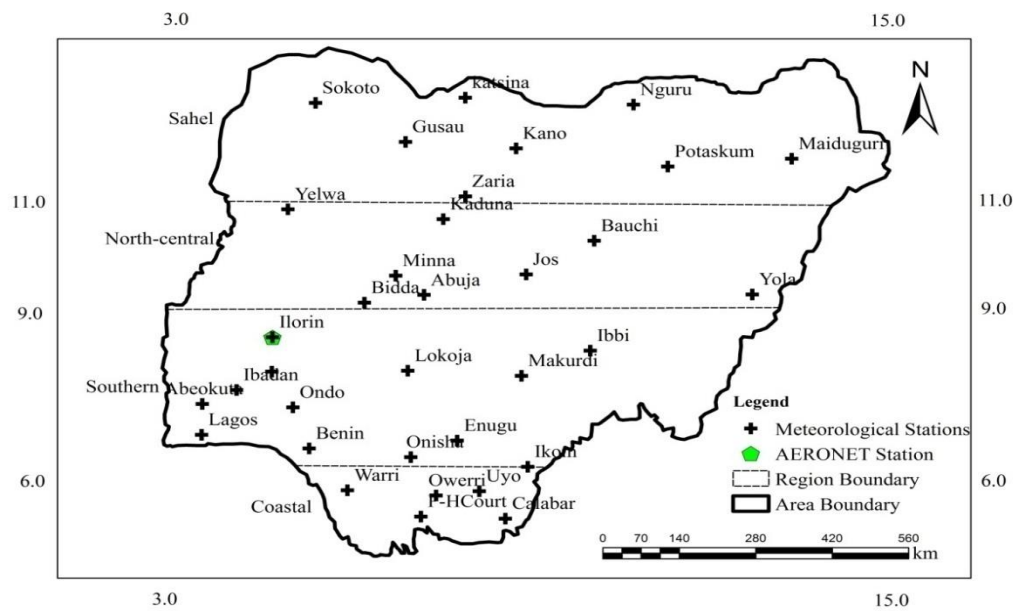 3.0
15.0
N
Sokoto
katsina
Nguru
Sahel
Gusau
Kano
Potaskum
Maiduguri
Zaria
11.0
Yelwa
Kaduna
11.0
North-central
Bauchi
Minna
Abuja
Jos
Bidda
Yola
9.0
9.0
Ilorin
Ibbi
Lokoja
Makurdi
Southern
Abeokuta
Ibadan
Ondo
Lagos
Benin
Enugu
Onisha
Ikom
Legend
Meteorological Stations
AERONET Station
Region Boundary
Area Boundary
6.0
6.0
Warri
Owerri
Uyo
Coastal
P-HCourt
Calabar
0 70 140 280 420 560
km
3.0
15.0